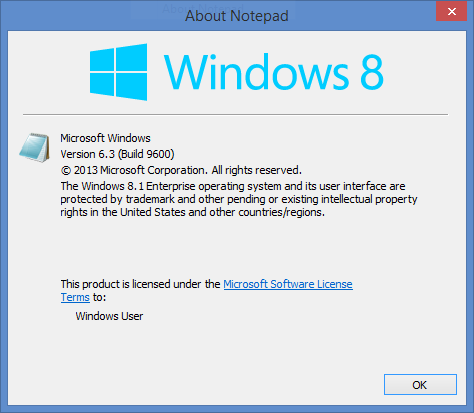 About Notepad
Windows 8
Microsoft Windows
Version 6.3 (Build 9600)
© 2013 Microsoft Corporation. All rights reserved.
The Windows 8.1 Enterprise operating system and its user interface are
protected by trademark and other pending or existing intellectual property
rights in the United States and other countries/regions.
This product is licensed under the Microsoft Software License
Terms to:
Windows User
OK